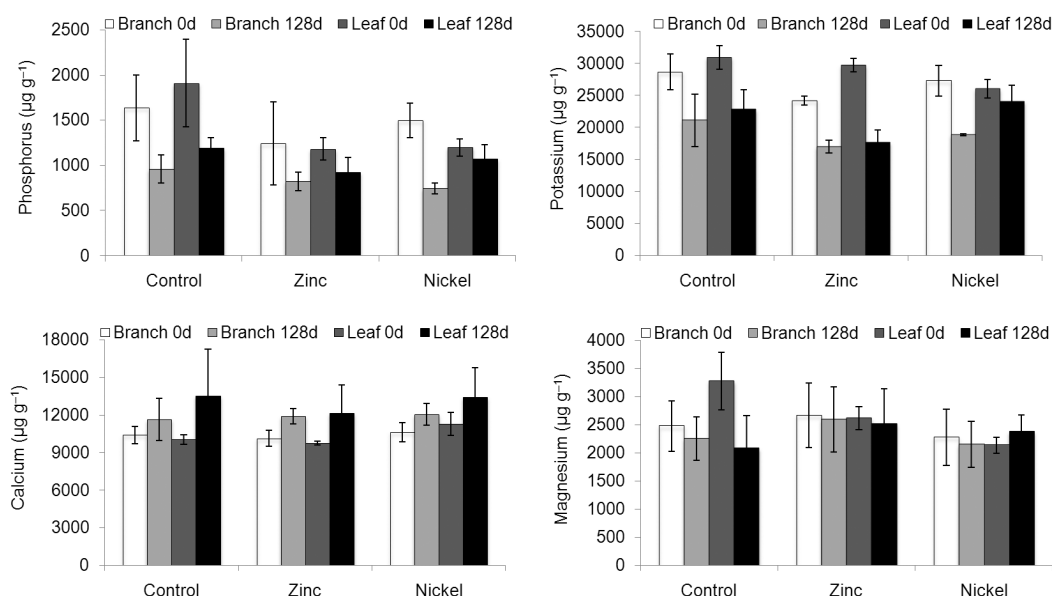 Branch 0d Branch 128d Leaf 0d Leaf 128d
Phosphorus (µg g⁻¹)
2500
2000
1500
1000
500
0
Control Zinc Nickel
Branch 0d Branch 128d Leaf 0d Leaf 128d
Potassium (µg g⁻¹)
35000
30000
25000
20000
15000
10000
5000
0
Control Zinc Nickel
Branch 0d Branch 128d Leaf 0d Leaf 128d
Calcium (µg g⁻¹)
18000
15000
12000
9000
6000
3000
0
Control Zinc Nickel
Branch 0d Branch 128d Leaf 0d Leaf 128d
Magnesium (µg g⁻¹)
4000
3500
3000
2500
2000
1500
1000
500
0
Control Zinc Nickel